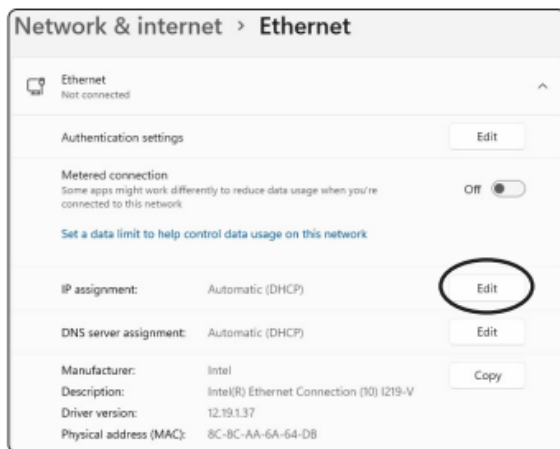 Network & internet > Ethernet
Ethernet
Not connected
Authentication settings Edit
Metered connection
Some apps might work differently to reduce data usage when you're
connected to this network
Off
Set a data limit to help control data usage on this network
IP assignment: Automatic (DHCP) Edit
DNS server assignment: Automatic (DHCP) Edit
Manufacturer: Intel Copy
Description: Intel(R) Ethernet Connection (10) I219-V
Driver version: 12.19.1.37
Physical address (MAC): 8C-8C-AA-6A-64-DB